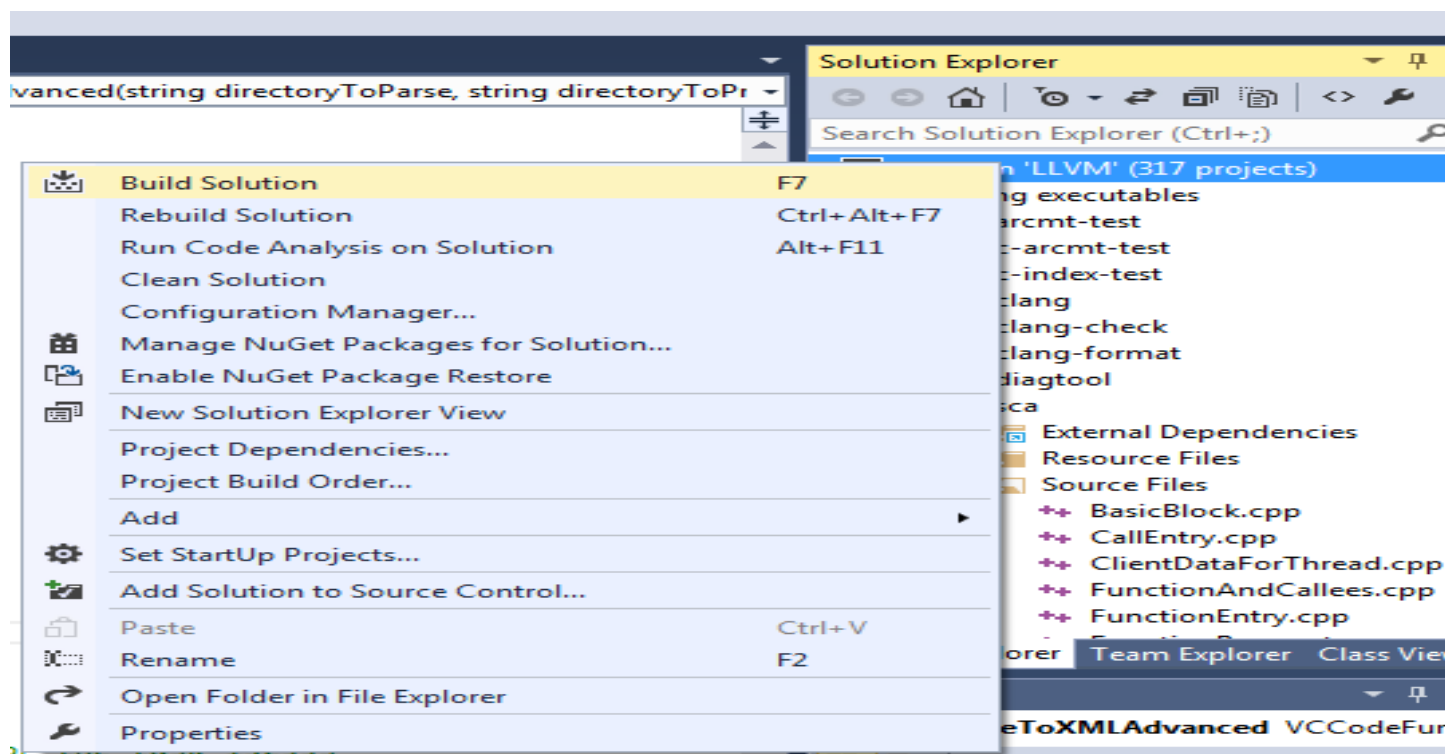 Solution Explorer
vanced(string directoryToParse, string directoryToPr
Search Solution Explorer (Ctrl+;)
'LLVM' (317 projects)
Build Solution F7
executables
Rebuild Solution Ctrl+Alt+F7
arcmt-test
Run Code Analysis on Solution Alt+F11
c-arcmt-test
Clean Solution
c-index-test
Configuration Manager...
clang
clang-check
Manage NuGet Packages for Solution...
clang-format
Enable NuGet Package Restore
diagtool
New Solution Explorer View
External Dependencies
Project Dependencies...
Resource Files
Project Build Order...
Source Files
BasicBlock.cpp
Add
CallEntry.cpp
Set StartUp Projects...
ClientDataForThread.cpp
Add Solution to Source Control...
FunctionAndCallees.cpp
Paste Ctrl+V
FunctionEntry.cpp
Rename F2
orer Team Explorer Class View
Open Folder in File Explorer
Properties
eToXMLAdvanced VCCodeFun